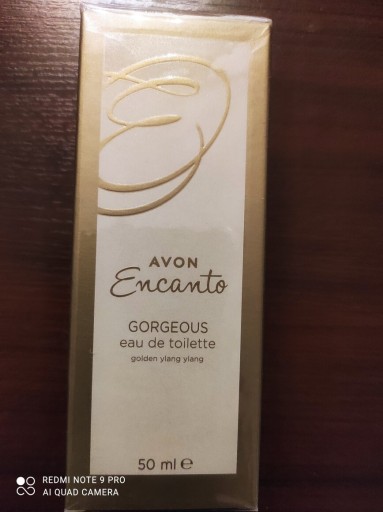 AVON
Encanto
GORGEOUS
eau de toilette
golden ylang ylang
50 ml ℮
REDMI NOTE 9 PRO
AI QUAD CAMERA